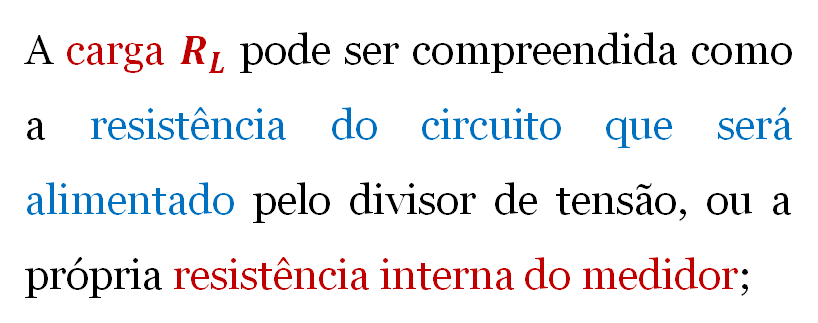 A carga R_L pode ser compreendida como
a resistência do circuito que será
alimentado pelo divisor de tensão, ou a
própria resistência interna do medidor;